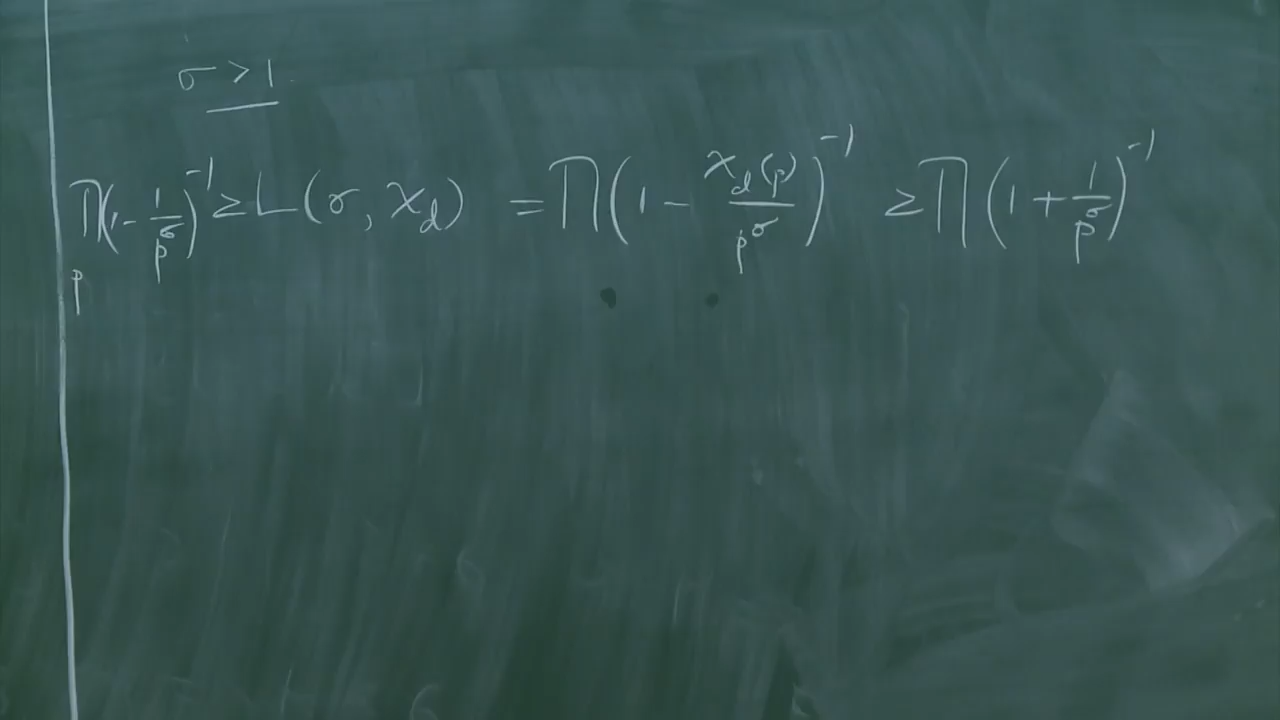 σ > 1
∏_p (1 - 1/p^σ)^{-1} ≥ L(σ, χ_d) = ∏ (1 - χ_d(p)/p^σ)^{-1} ≥ ∏ (1 + 1/p^σ)^{-1}